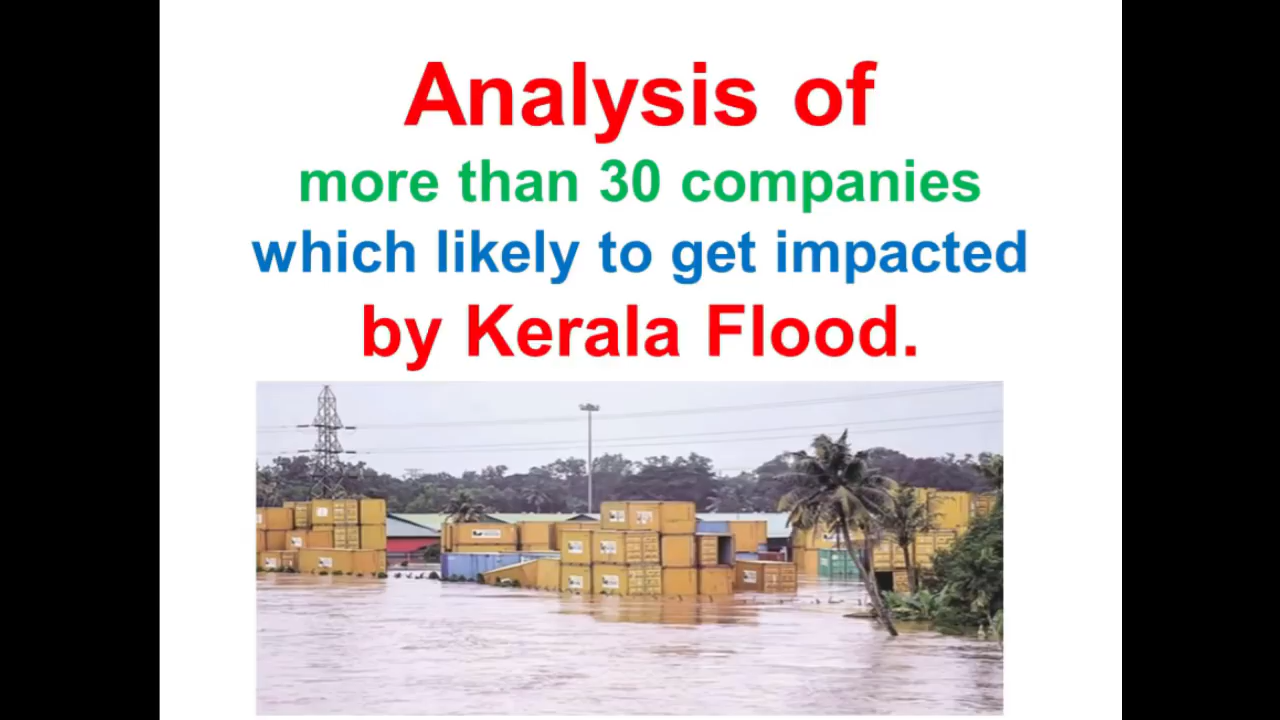 Analysis of
more than 30 companies
which likely to get impacted
by Kerala Flood.